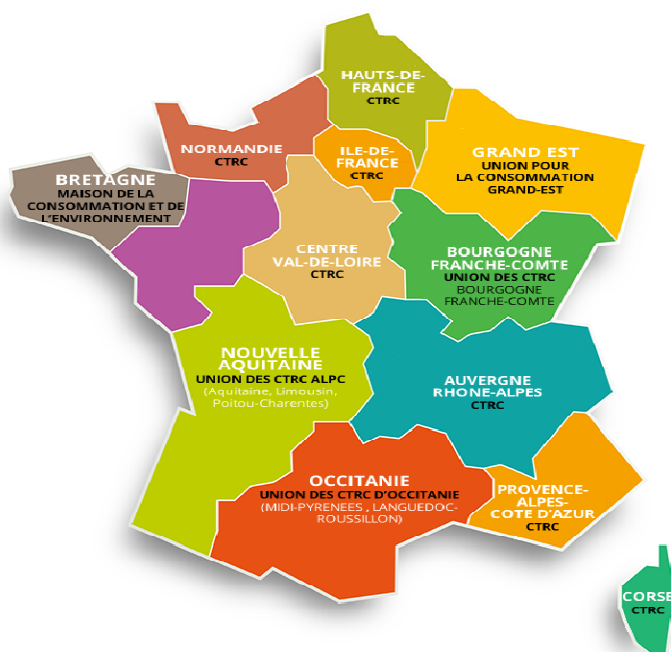 HAUTS-DE-
FRANCE
CTRC
NORMANDIE
CTRC
ILE-DE-
FRANCE
CTRC
GRAND EST
UNION POUR
LA CONSOMMATION
GRAND-EST
BRETAGNE
MAISON DE LA
CONSOMMATION ET DE
L'ENVIRONNEMENT
CENTRE
VAL-DE-LOIRE
CTRC
BOURGOGNE
FRANCHE-COMTE
UNION DES CTRC
BOURGOGNE
FRANCHE-COMTE
NOUVELLE
AQUITAINE
UNION DES CTRC ALPC
(Aquitaine, Limousin,
Poitou-Charentes)
AUVERGNE
RHONE-ALPES
CTRC
OCCITANIE
UNION DES CTRC D'OCCITANIE
(MIDI-PYRENEES , LANGUEDOC-
ROUSSILLON)
PROVENCE-
ALPES-
COTE D'AZUR
CTRC
CORSE
CTRC